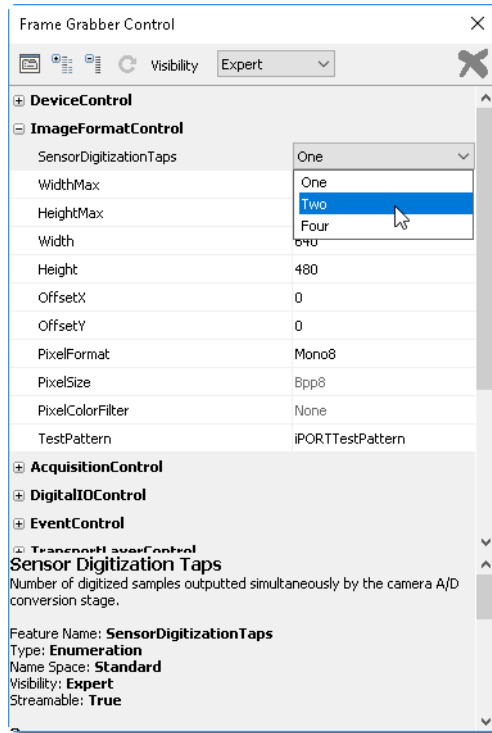 Frame Grabber Control
Visibility Expert
DeviceControl
ImageFormatControl
SensorDigitizationTaps One
One
WidthMax
Two
HeightMax
Four
Width 640
Height 480
OffsetX 0
OffsetY 0
PixelFormat Mono8
PixelSize Bpp8
PixelColorFilter None
TestPattern iPORTTestPattern
AcquisitionControl
DigitalIOControl
EventControl
TransportLayerControl
Sensor Digitization Taps
Number of digitized samples outputted simultaneously by the camera A/D
conversion stage.
Feature Name: SensorDigitizationTaps
Type: Enumeration
Name Space: Standard
Visibility: Expert
Streamable: True